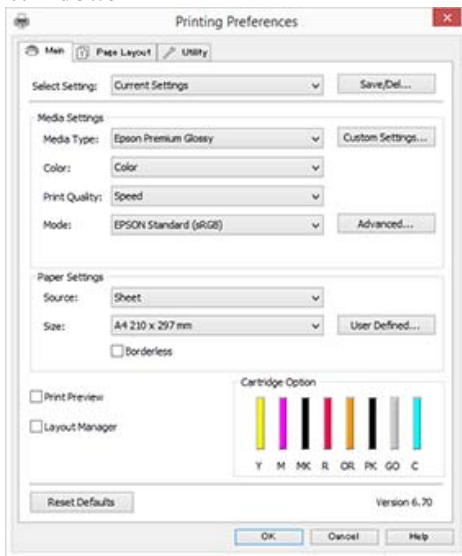 Printing Preferences
Main Page Layout Utility
Select Setting: Current Settings Save/Del...
Media Settings
Media Type: Epson Premium Glossy Custom Settings...
Color: Color
Print Quality: Speed
Mode: EPSON Standard (sRGB) Advanced...
Paper Settings
Source: Sheet
Size: A4 210 x 297 mm User Defined...
Borderless
Cartridge Option
Print Preview
Layout Manager
Y M MK R OR PK GO C
Reset Defaults Version 6.70
OK Cancel Help